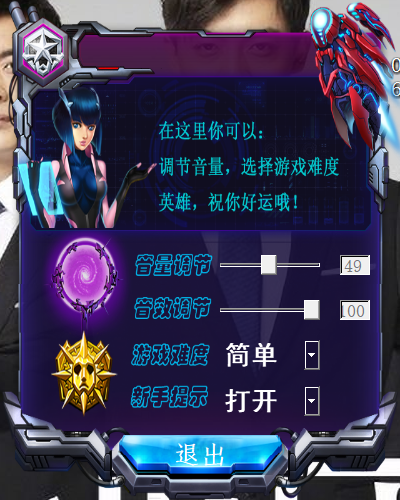 在这里你可以：
调节音量，选择游戏难度
英雄，祝你好运哦！
音量调节 49
音效调节 100
游戏难度 简单
新手提示 打开
退出
0
6